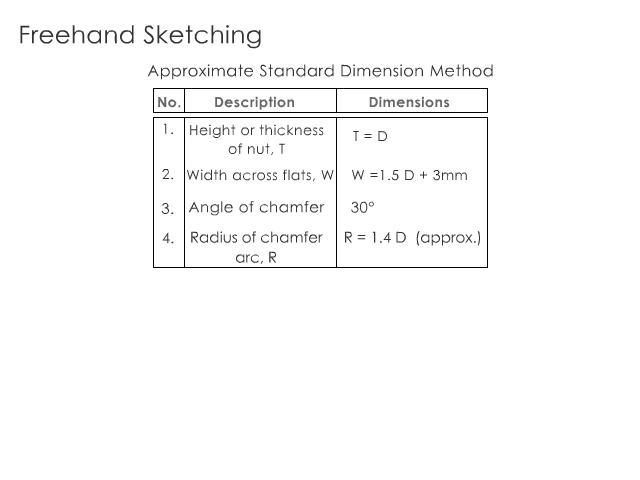 Freehand Sketching
Approximate Standard Dimension Method
No. Description Dimensions
1. Height or thickness of nut, T T = D
2. Width across flats, W W =1.5 D + 3mm
3. Angle of chamfer 30°
4. Radius of chamfer arc, R R = 1.4 D (approx.)